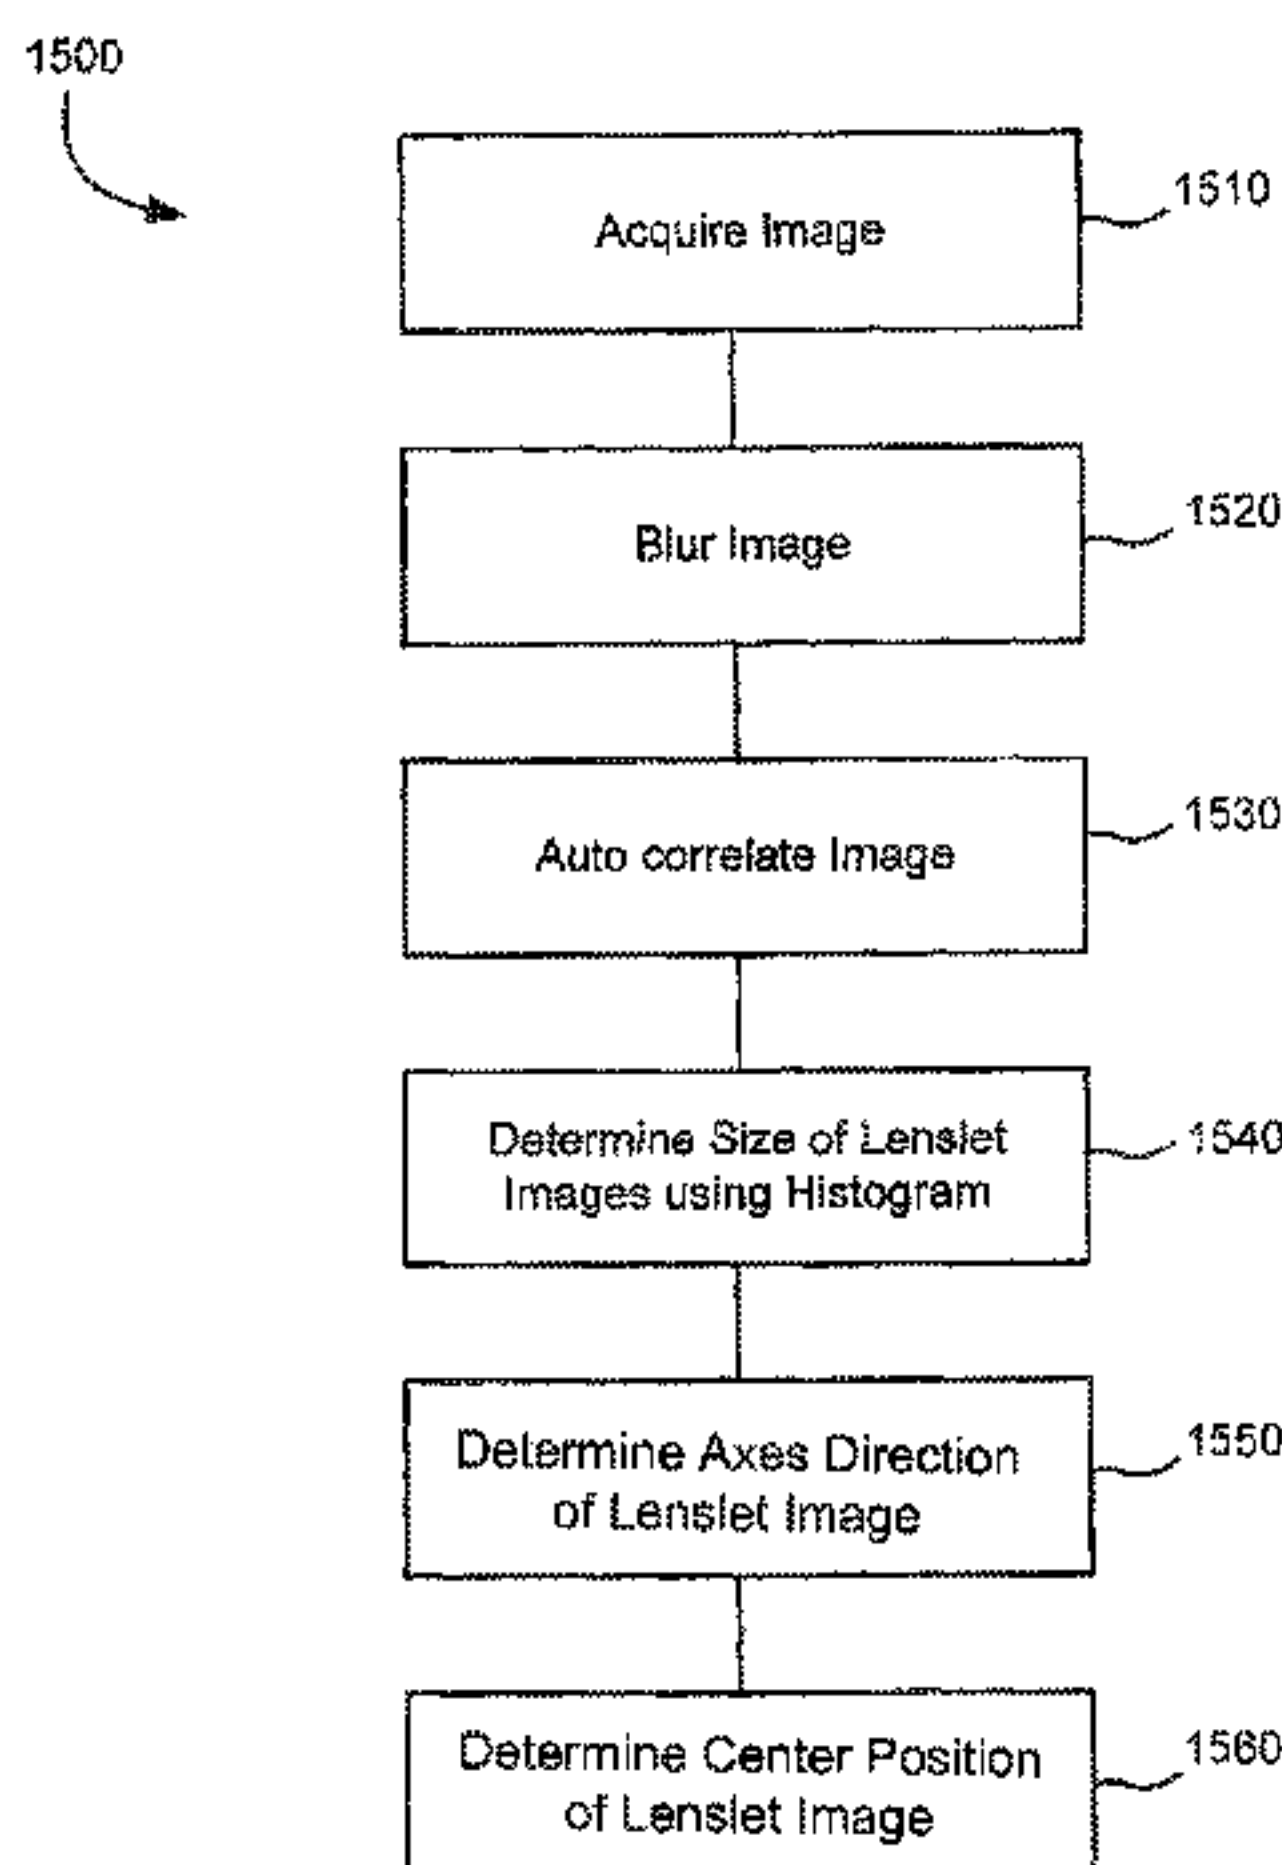 1500
Acquire Image
1510
Blur Image
1520
Auto correlate Image
1530
Determine Size of Lenslet
Images using Histogram
1540
Determine Axes Direction
of Lenslet Image
1550
Determine Center Position
of Lenslet Image
1560